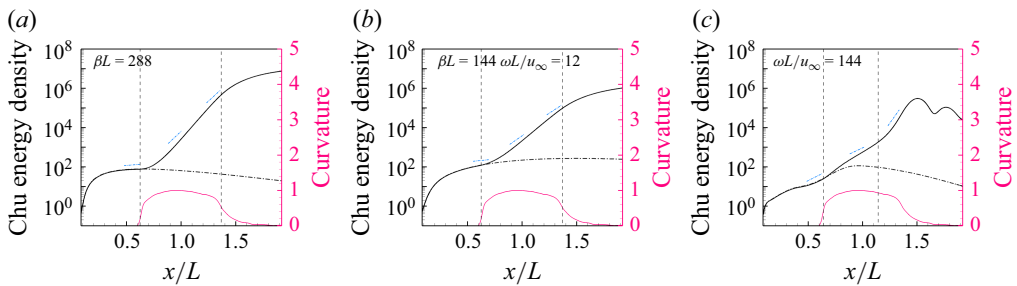 (a)
Chu energy density
10^8
10^6
10^4
10^2
10^0
βL = 288
5
4
3
2
1
0
Curvature
0.5 1.0 1.5
x/L
(b)
Chu energy density
10^8
10^6
10^4
10^2
10^0
βL = 144 ωL/u_∞ = 12
5
4
3
2
1
0
Curvature
0.5 1.0 1.5
x/L
(c)
Chu energy density
10^8
10^6
10^4
10^2
10^0
ωL/u_∞ = 144
5
4
3
2
1
0
Curvature
0.5 1.0 1.5
x/L